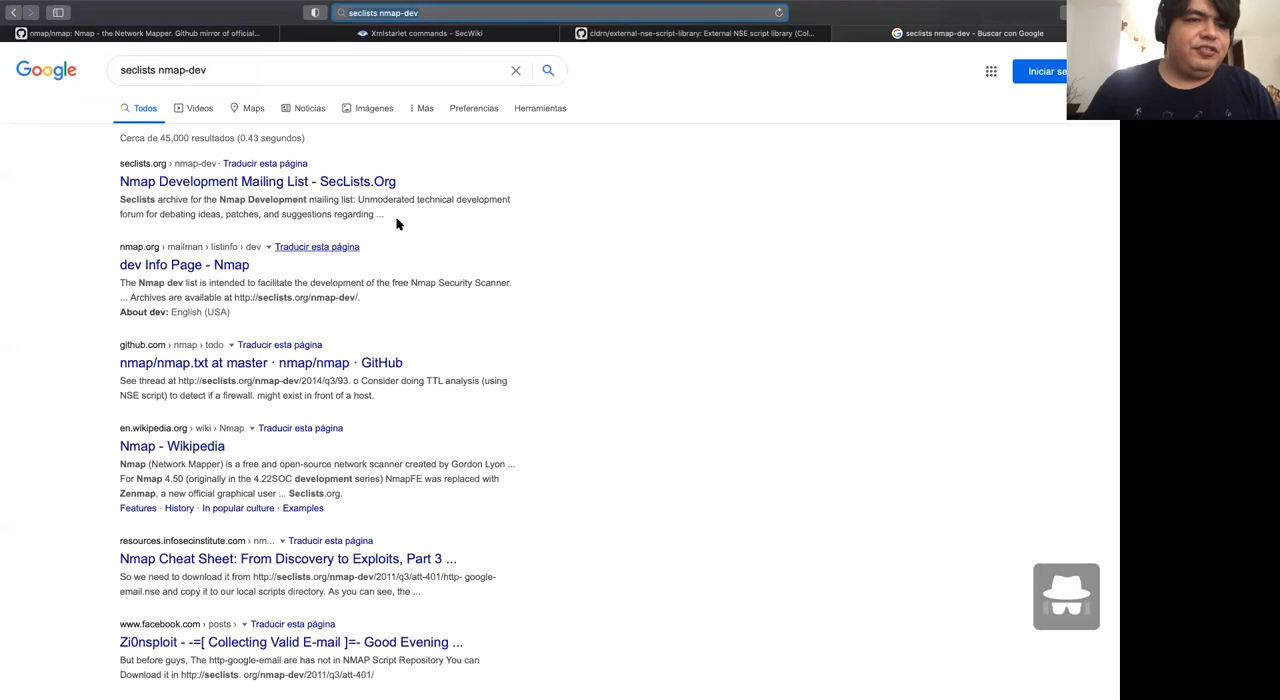 seclists nmap-dev
nmap/nmap: Nmap - the Network Mapper. Github mirror of official...
Xmlstarlet commands - SecWiki
cldrn/external-nse-script-library: External NSE script library (Col...
seclists nmap-dev - Buscar con Google
Google
seclists nmap-dev
Iniciar se
Todos
Videos
Maps
Noticias
Imágenes
Más
Preferencias
Herramientas
Cerca de 45,000 resultados (0.43 segundos)
seclists.org › nmap-dev · Traducir esta página
Nmap Development Mailing List - SecLists.Org
Seclists archive for the Nmap Development mailing list: Unmoderated technical development
forum for debating ideas, patches, and suggestions regarding ...
nmap.org › mailman › listinfo › dev ▾ Traducir esta página
dev Info Page - Nmap
The Nmap dev list is intended to facilitate the development of the free Nmap Security Scanner.
... Archives are available at http://seclists.org/nmap-dev/.
About dev: English (USA)
github.com › nmap › todo ▾ Traducir esta página
nmap/nmap.txt at master · nmap/nmap · GitHub
See thread at http://seclists.org/nmap-dev/2014/q3/93. o Consider doing TTL analysis (using
NSE script) to detect if a firewall. might exist in front of a host.
en.wikipedia.org › wiki › Nmap ▾ Traducir esta página
Nmap - Wikipedia
Nmap (Network Mapper) is a free and open-source network scanner created by Gordon Lyon ...
For Nmap 4.50 (originally in the 4.22SOC development series) NmapFE was replaced with
Zenmap, a new official graphical user ... Seclists.org.
Features · History · In popular culture · Examples
resources.infosecinstitute.com › nm... ▾ Traducir esta página
Nmap Cheat Sheet: From Discovery to Exploits, Part 3 ...
So we need to download it from http://seclists.org/nmap-dev/2011/q3/att-401/http- google-
email.nse and copy it to our local scripts directory. As you can see, the ...
www.facebook.com › posts › ▾ Traducir esta página
Zi0nsploit - -=[ Collecting Valid E-mail ]=- Good Evening ...
But before guys, The http-google-email are has not in NMAP Script Repository You can
Download it in http://seclists. org/nmap-dev/2011/q3/att-401/